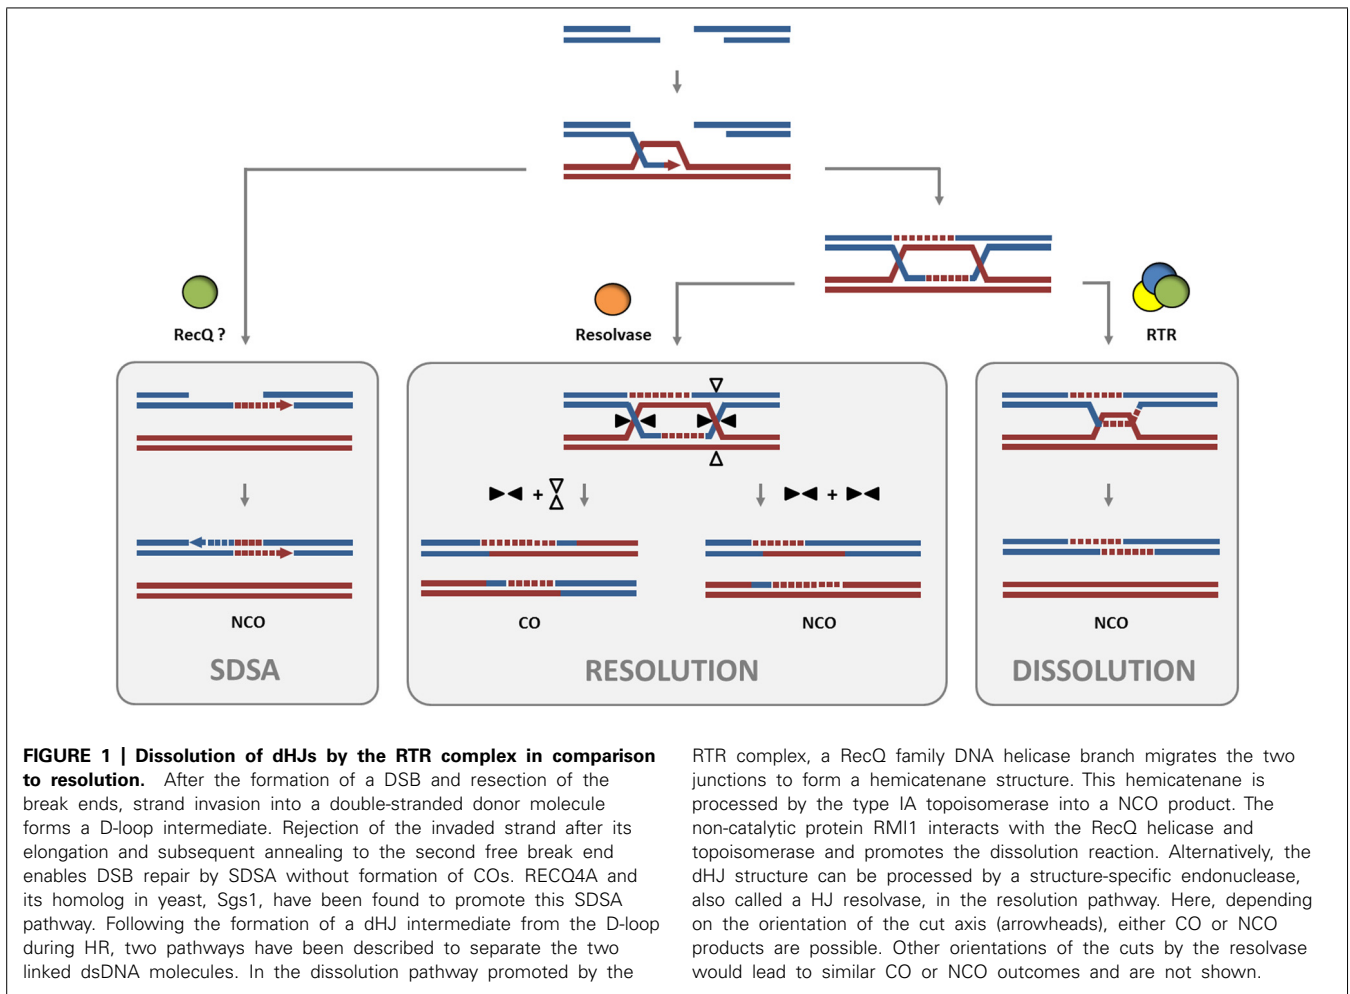 RecQ ?
Resolvase
RTR
+
+
NCO
CO
NCO
NCO
SDSA
RESOLUTION
DISSOLUTION
FIGURE 1 | Dissolution of dHJs by the RTR complex in comparison
to resolution. After the formation of a DSB and resection of the
break ends, strand invasion into a double-stranded donor molecule
forms a D-loop intermediate. Rejection of the invaded strand after its
elongation and subsequent annealing to the second free break end
enables DSB repair by SDSA without formation of COs. RECQ4A and
its homolog in yeast, Sgs1, have been found to promote this SDSA
pathway. Following the formation of a dHJ intermediate from the D-loop
during HR, two pathways have been described to separate the two
linked dsDNA molecules. In the dissolution pathway promoted by the
RTR complex, a RecQ family DNA helicase branch migrates the two
junctions to form a hemicatenane structure. This hemicatenane is
processed by the type IA topoisomerase into a NCO product. The
non-catalytic protein RMI1 interacts with the RecQ helicase and
topoisomerase and promotes the dissolution reaction. Alternatively, the
dHJ structure can be processed by a structure-specific endonuclease,
also called a HJ resolvase, in the resolution pathway. Here, depending
on the orientation of the cut axis (arrowheads), either CO or NCO
products are possible. Other orientations of the cuts by the resolvase
would lead to similar CO or NCO outcomes and are not shown.